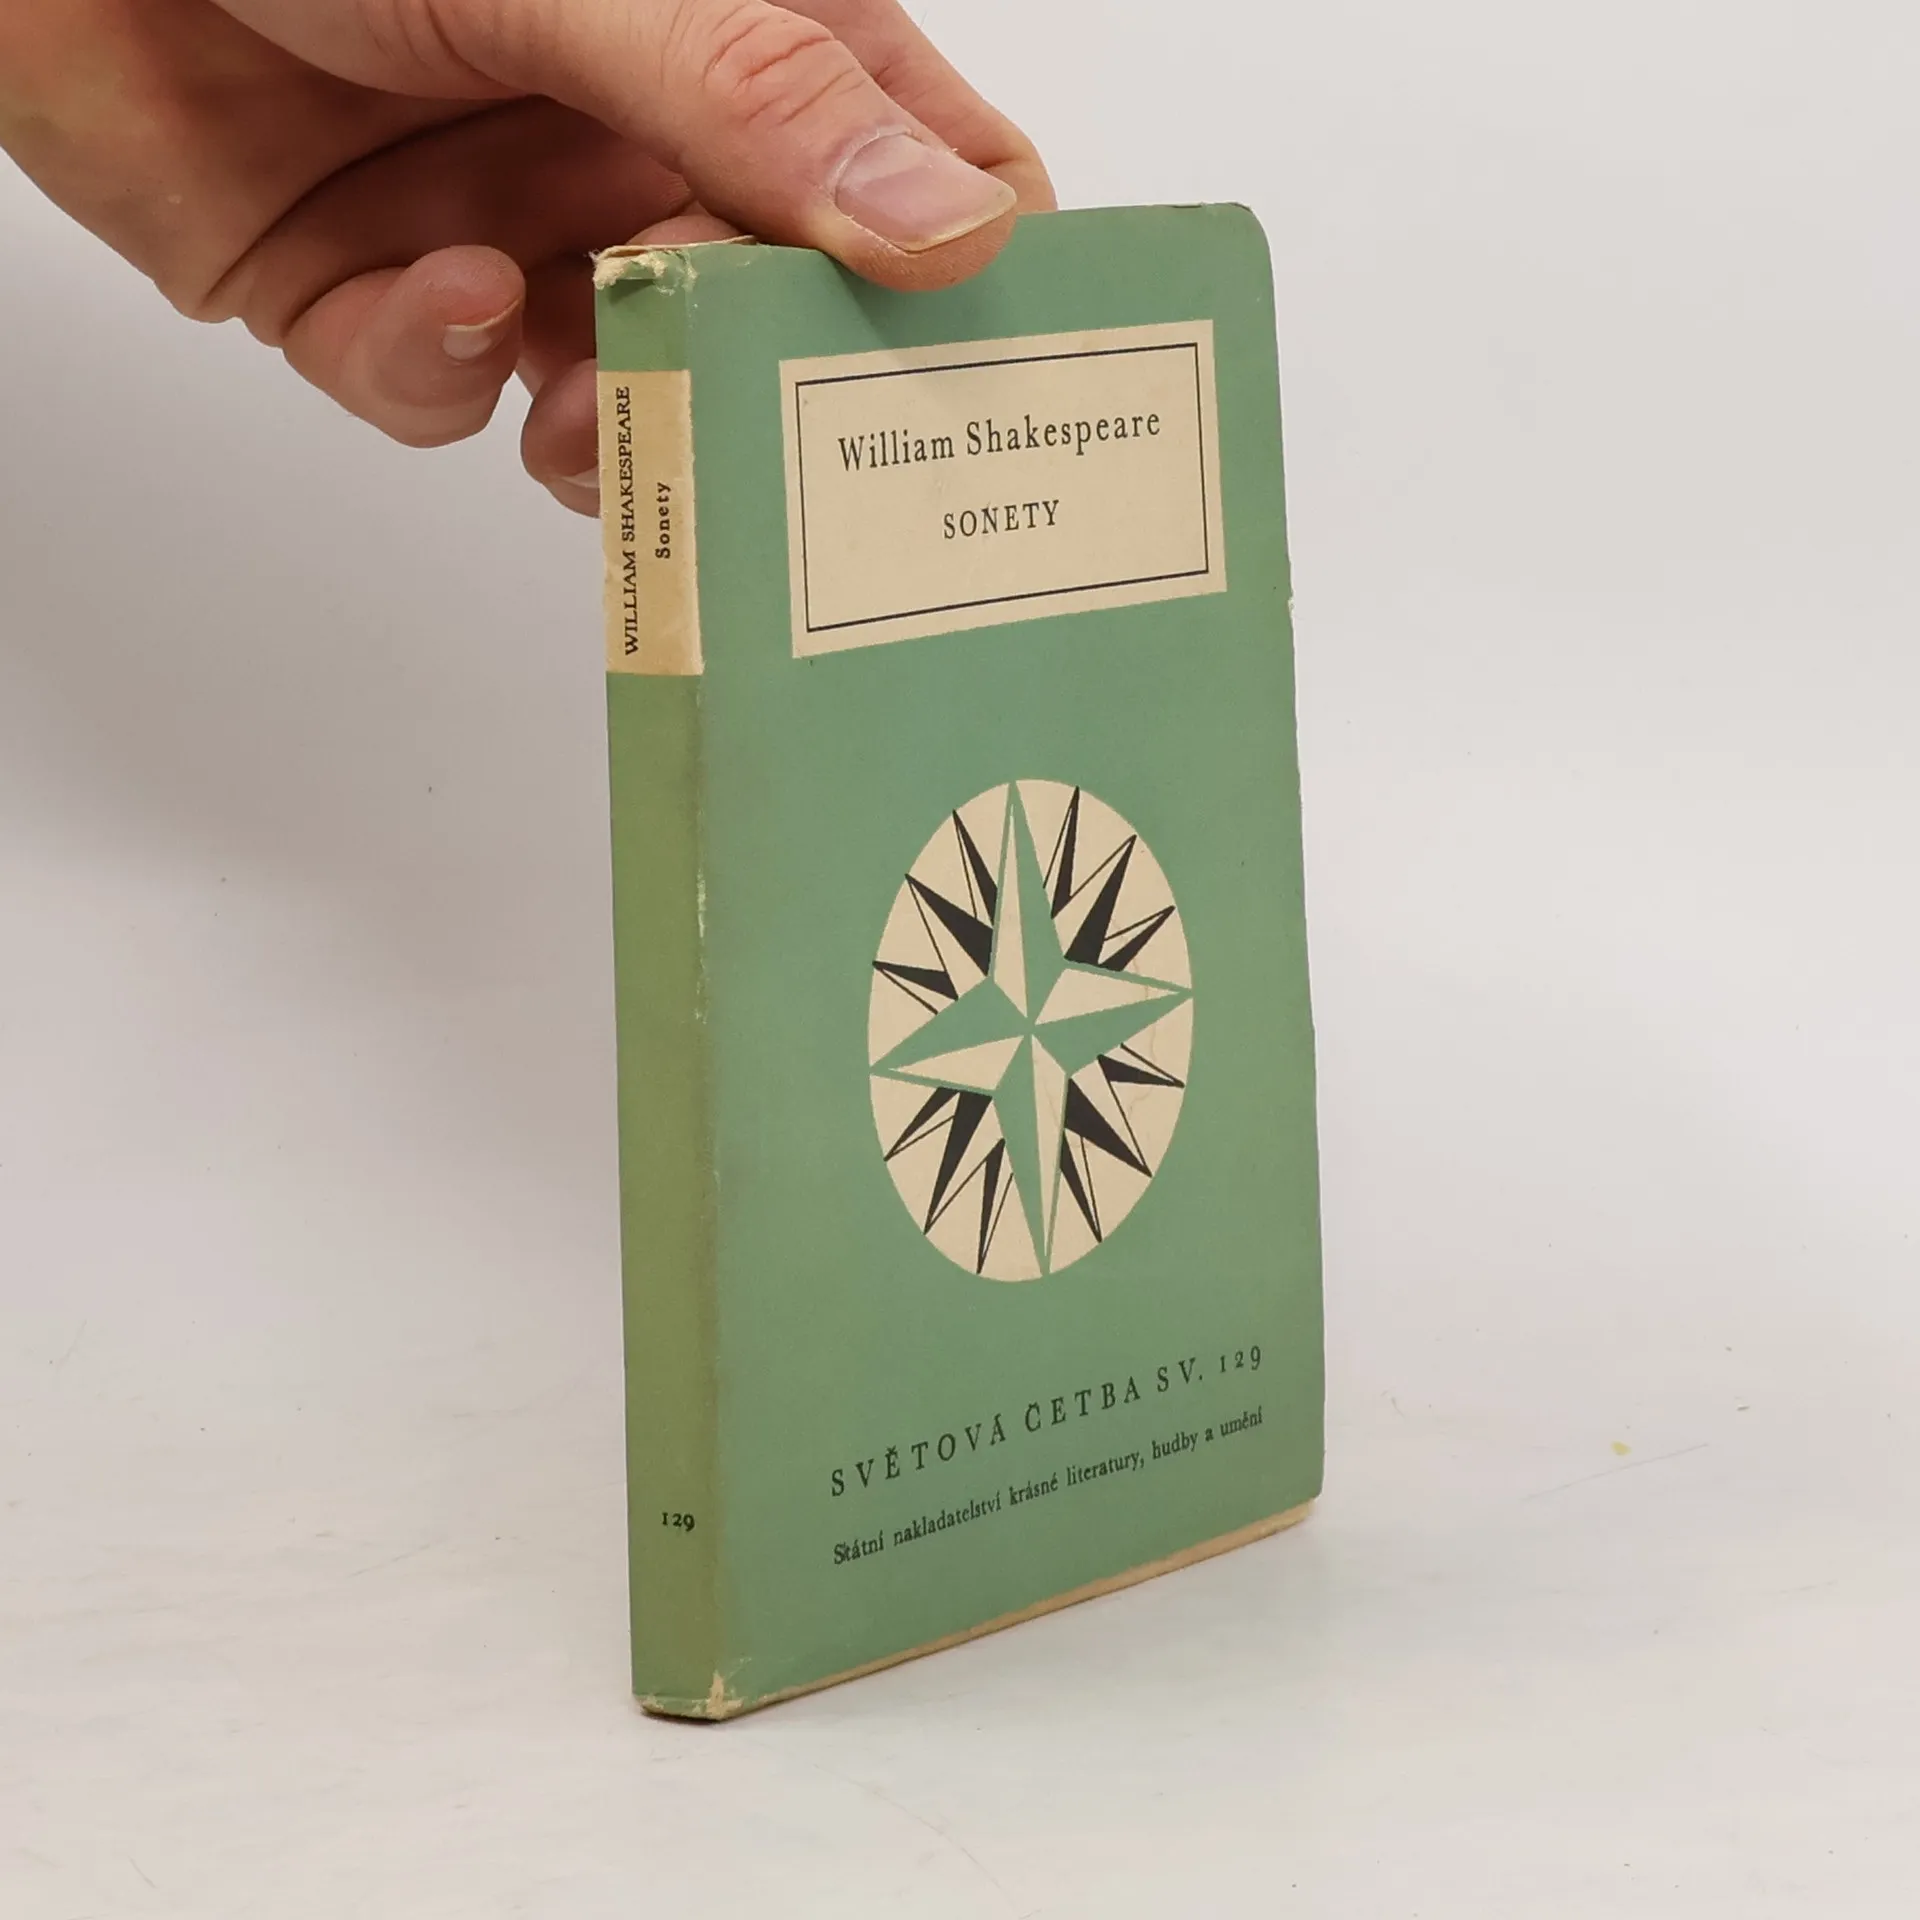 WILLIAM SHAKESPEARE
Sonety
129
William Shakespeare
SONETY
SVĚTOVÁ ČETBA SV. 129
Státní nakladatelství krásné literatury, hudby a umění